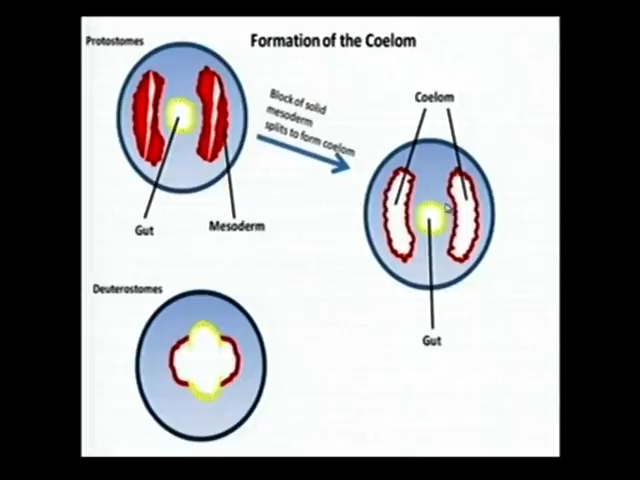 Protostomes
Formation of the Coelom
Block of solid
mesoderm
splits to form coelom
Coelom
Gut
Mesoderm
Deuterostomes
Gut